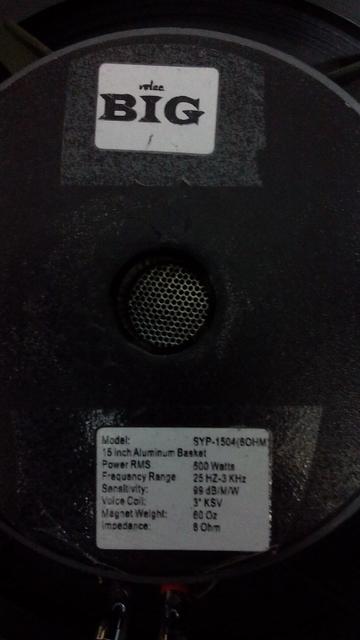 voice
BIG
Model: SYP-1504(8OHM
15 inch Aluminum Basket
Power RMS 500 Watts
Frequency Range 25 HZ-3 KHz
Sensitivity: 99 dB/M/W
Voice Coil: 3" KSV
Magnet Weight: 60 Oz
Impedance: 8 Ohm